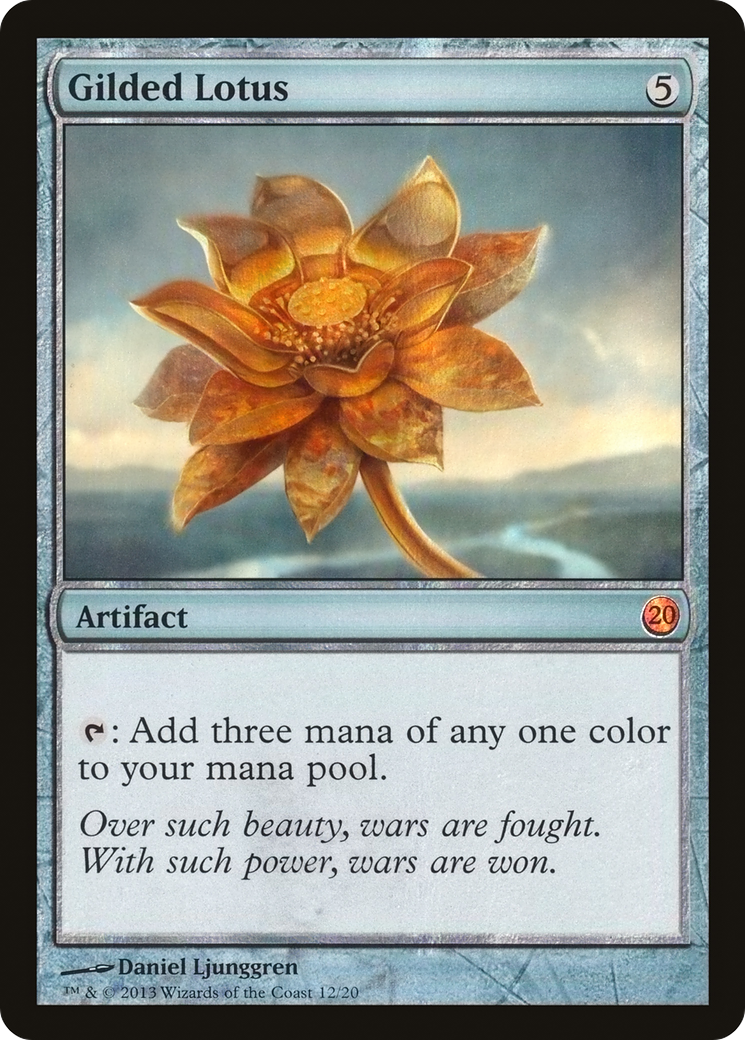 Gilded Lotus 5
Artifact 20
: Add three mana of any one color
to your mana pool.
Over such beauty, wars are fought.
With such power, wars are won.
Daniel Ljunggren
™ & © 2013 Wizards of the Coast 12/20